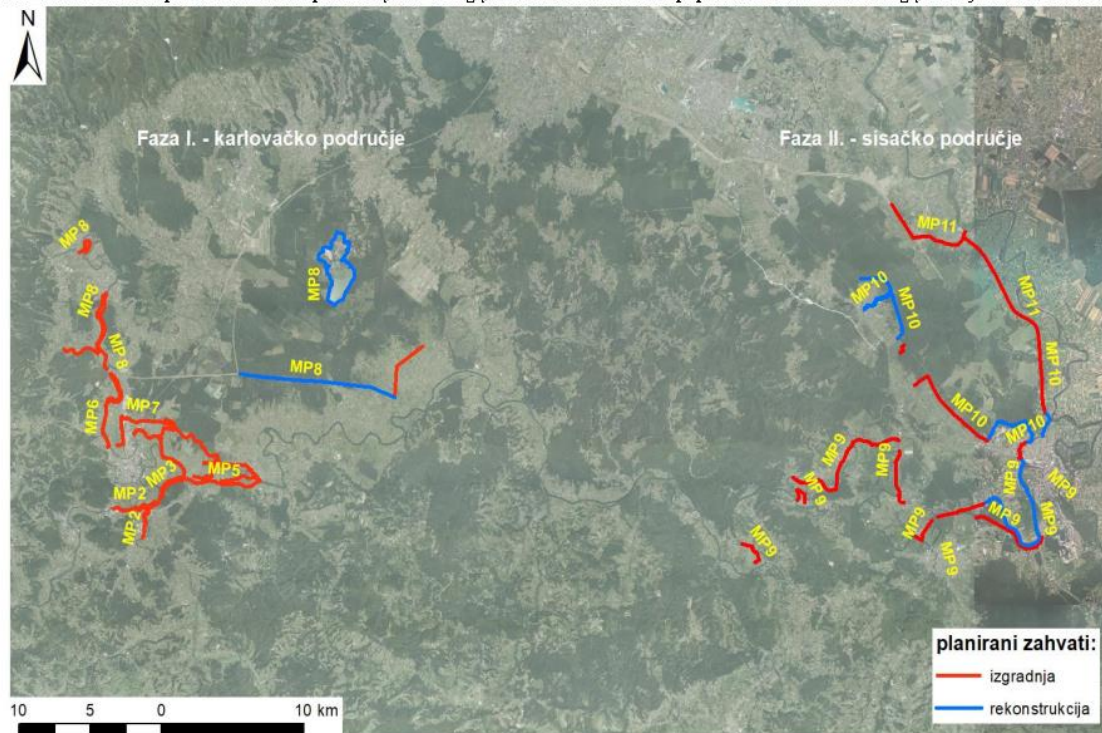 N
Faza I. - karlovačko područje
Faza II. - sisačko područje
MP8
MP11
MP8
MP10
MP8
MP10
MP11
MP8
MP8
MP10
MP6
MP7
MP10
MP10
MP3
MP5
MP9
MP9
MP9
MP9
MP2
MP9
MP9
MP9
MP9
MP2
MP9
MP9
planirani zahvati:
izgradnja
rekonstrukcija
10 5 0 10 km